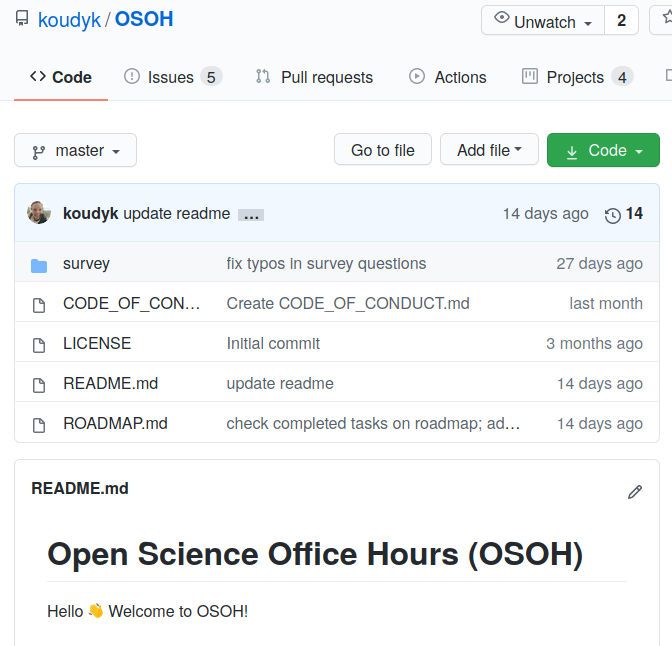 koudyk / OSOH
Unwatch 2
Code Issues 5 Pull requests Actions Projects 4
master Go to file Add file Code
koudyk update readme ... 14 days ago 14
survey fix typos in survey questions 27 days ago
CODE_OF_CON... Create CODE_OF_CONDUCT.md last month
LICENSE Initial commit 3 months ago
README.md update readme 14 days ago
ROADMAP.md check completed tasks on roadmap; ad... 14 days ago
README.md
Open Science Office Hours (OSOH)
Hello 👋 Welcome to OSOH!